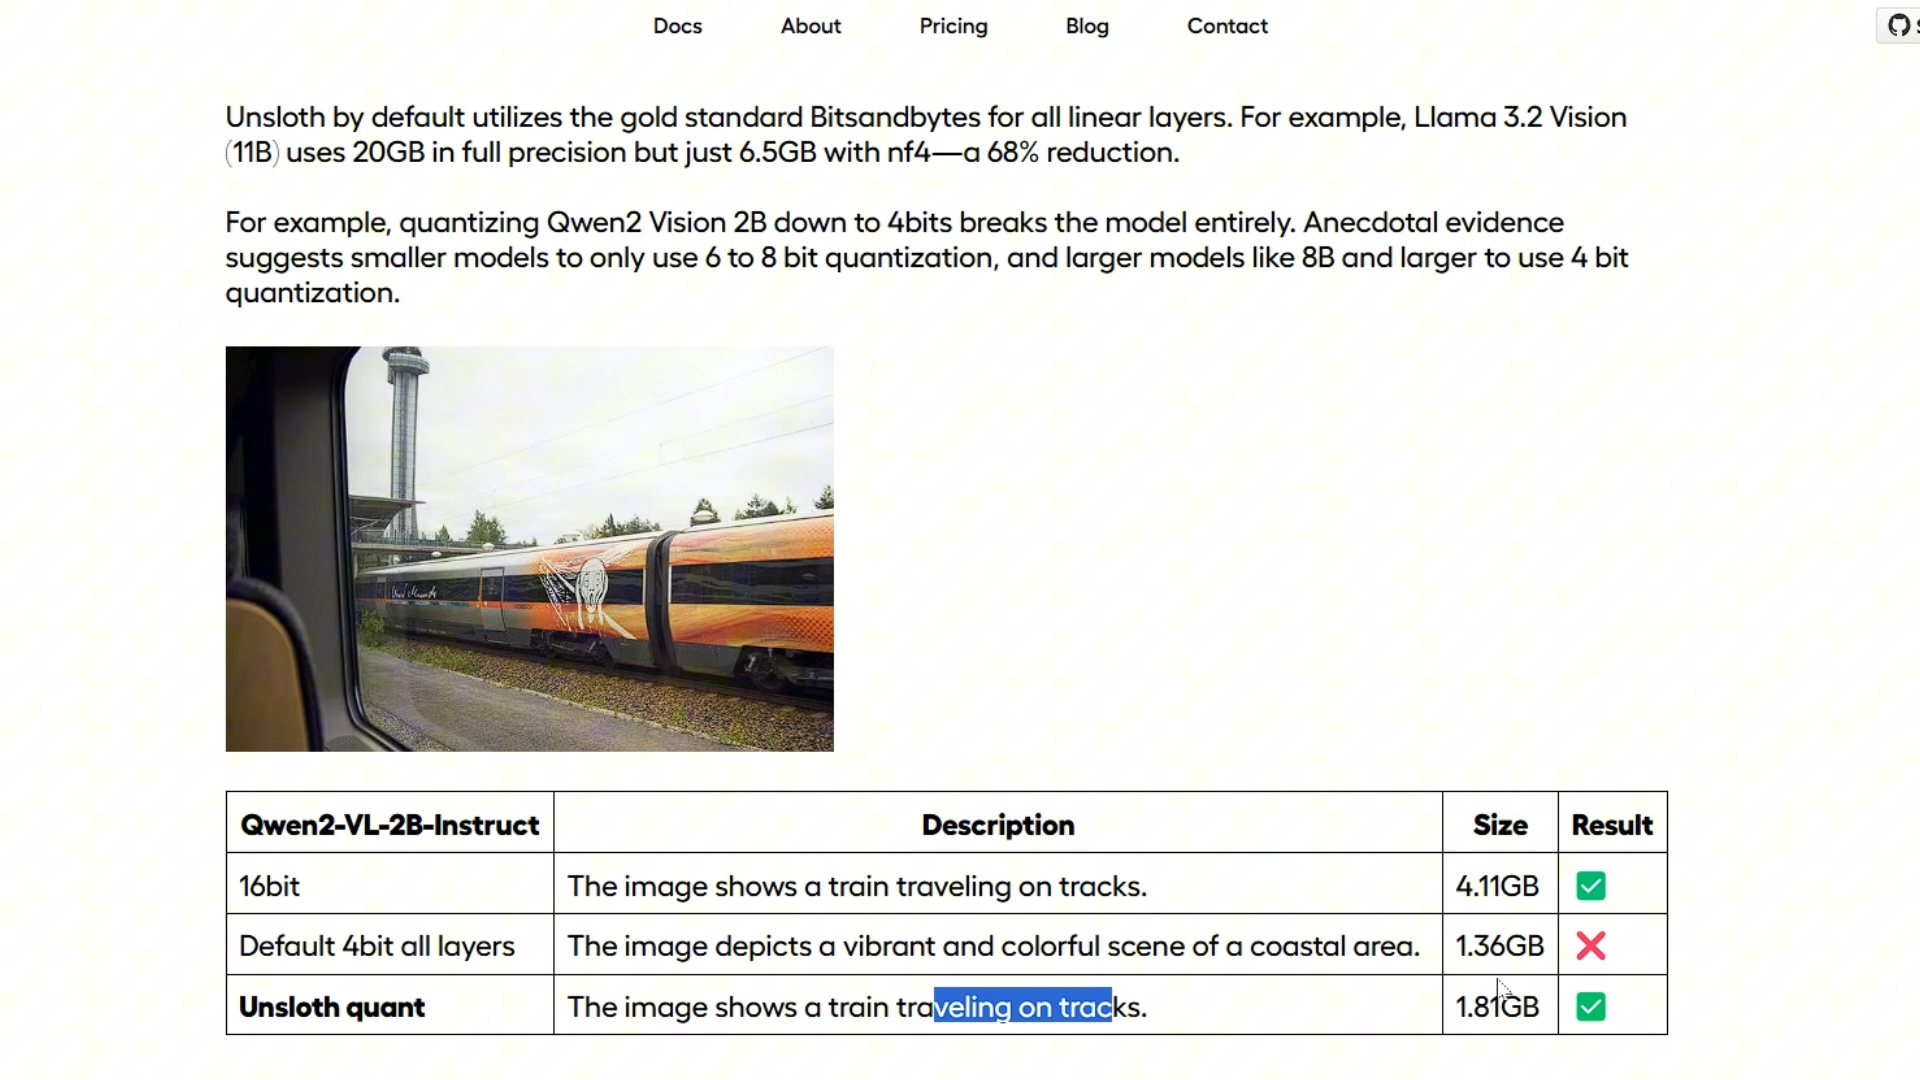 Docs About Pricing Blog Contact
Unsloth by default utilizes the gold standard Bitsandbytes for all linear layers. For example, Llama 3.2 Vision
(11B) uses 20GB in full precision but just 6.5GB with nf4—a 68% reduction.
For example, quantizing Qwen2 Vision 2B down to 4bits breaks the model entirely. Anecdotal evidence
suggests smaller models to only use 6 to 8 bit quantization, and larger models like 8B and larger to use 4 bit
quantization.
Qwen2-VL-2B-Instruct Description Size Result
16bit The image shows a train traveling on tracks. 4.11GB
Default 4bit all layers The image depicts a vibrant and colorful scene of a coastal area. 1.36GB
Unsloth quant The image shows a train traveling on tracks. 1.81GB